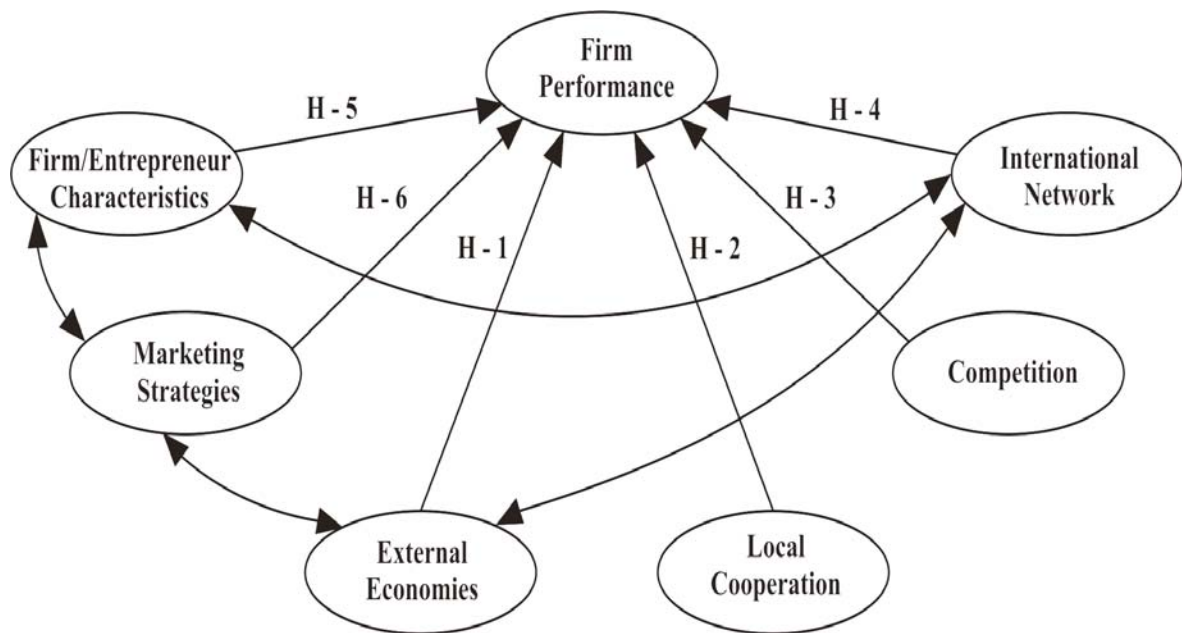 Firm
Performance
H - 5
H - 4
Firm/Entrepreneur
Characteristics
International
Network
H - 6
H - 3
H - 1
H - 2
Marketing
Strategies
Competition
External
Economies
Local
Cooperation